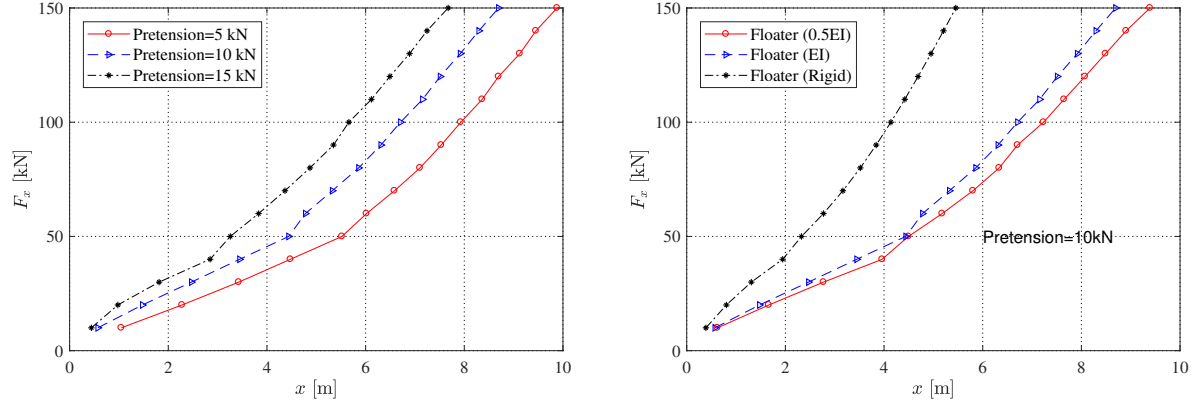 150
100
50
0
F_x [kN]
Pretension=5 kN
Pretension=10 kN
Pretension=15 kN
0 2 4 6 8 10
x [m]
150
100
50
0
F_x [kN]
Floater (0.5EI)
Floater (EI)
Floater (Rigid)
Pretension=10kN
0 2 4 6 8 10
x [m]